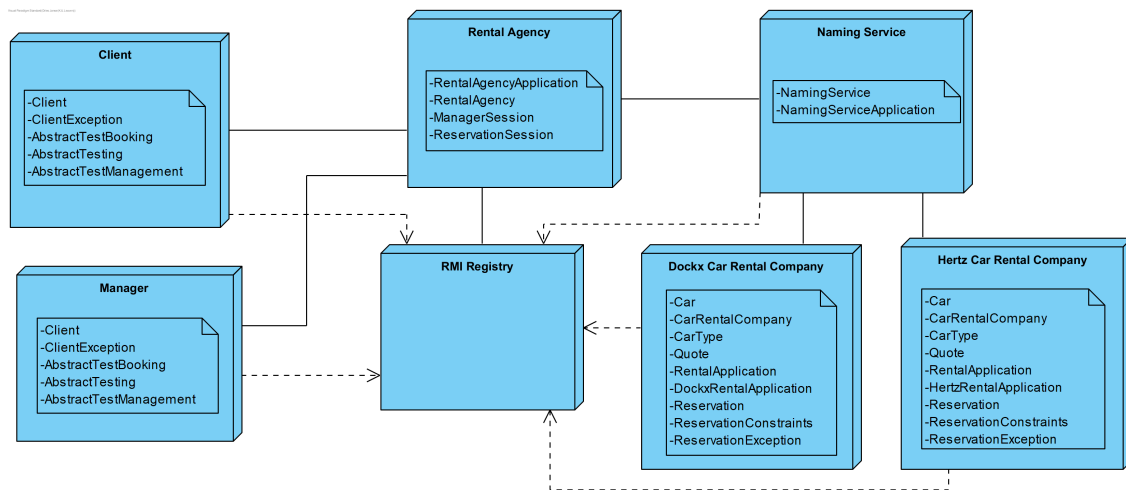 Client
-Client
-ClientException
-AbstractTestBooking
-AbstractTesting
-AbstractTestManagement
Rental Agency
-RentalAgencyApplication
-RentalAgency
-ManagerSession
-ReservationSession
Naming Service
-NamingService
-NamingServiceApplication
Manager
-Client
-ClientException
-AbstractTestBooking
-AbstractTesting
-AbstractTestManagement
RMI Registry
Dockx Car Rental Company
-Car
-CarRentalCompany
-CarType
-Quote
-RentalApplication
-DockxRentalApplication
-Reservation
-ReservationConstraints
-ReservationException
Hertz Car Rental Company
-Car
-CarRentalCompany
-CarType
-Quote
-RentalApplication
-HertzRentalApplication
-Reservation
-ReservationConstraints
-ReservationException